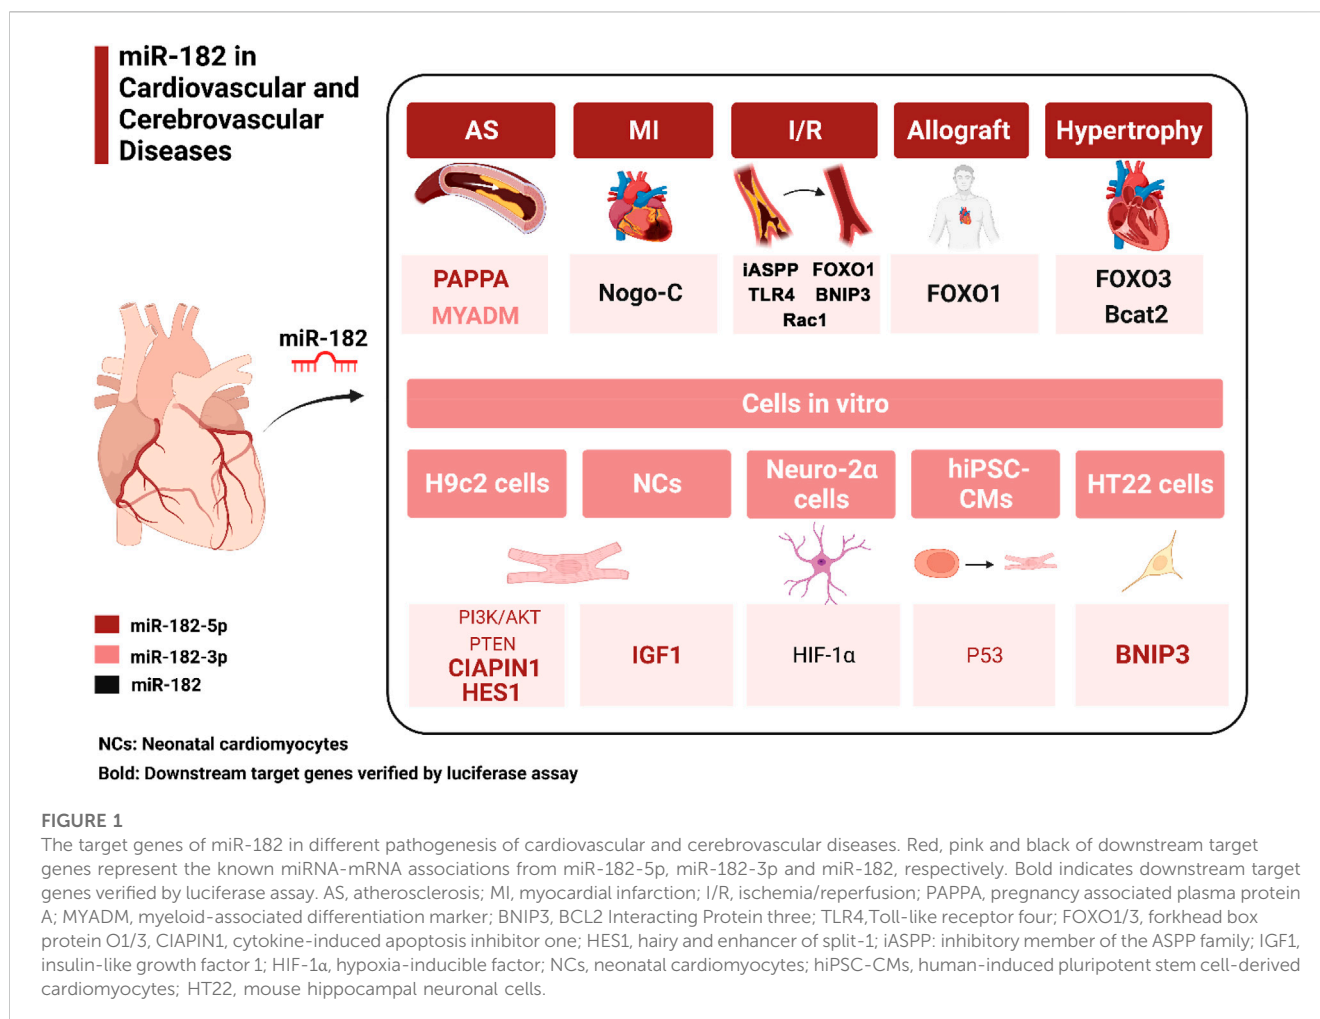 miR-182 in
Cardiovascular and
Cerebrovascular
Diseases
AS
MI
I/R
Allograft
Hypertrophy
PAPPA
MYADM
Nogo-C
iASPP FOXO1
TLR4 BNIP3
Rac1
FOXO1
FOXO3
Bcat2
miR-182
Cells in vitro
H9c2 cells
NCs
Neuro-2α
cells
hiPSC-
CMs
HT22 cells
PI3K/AKT
PTEN
CIAPIN1
HES1
IGF1
HIF-1α
P53
BNIP3
miR-182-5p
miR-182-3p
miR-182
NCs: Neonatal cardiomyocytes
Bold: Downstream target genes verified by luciferase assay
FIGURE 1
The target genes of miR-182 in different pathogenesis of cardiovascular and cerebrovascular diseases. Red, pink and black of downstream target
genes represent the known miRNA-mRNA associations from miR-182-5p, miR-182-3p and miR-182, respectively. Bold indicates downstream target
genes verified by luciferase assay. AS, atherosclerosis; MI, myocardial infarction; I/R, ischemia/reperfusion; PAPPA, pregnancy associated plasma protein
A; MYADM, myeloid-associated differentiation marker; BNIP3, BCL2 Interacting Protein three; TLR4,Toll-like receptor four; FOXO1/3, forkhead box
protein O1/3, CIAPIN1, cytokine-induced apoptosis inhibitor one; HES1, hairy and enhancer of split-1; iASPP: inhibitory member of the ASPP family; IGF1,
insulin-like growth factor 1; HIF-1α, hypoxia-inducible factor; NCs, neonatal cardiomyocytes; hiPSC-CMs, human-induced pluripotent stem cell-derived
cardiomyocytes; HT22, mouse hippocampal neuronal cells.